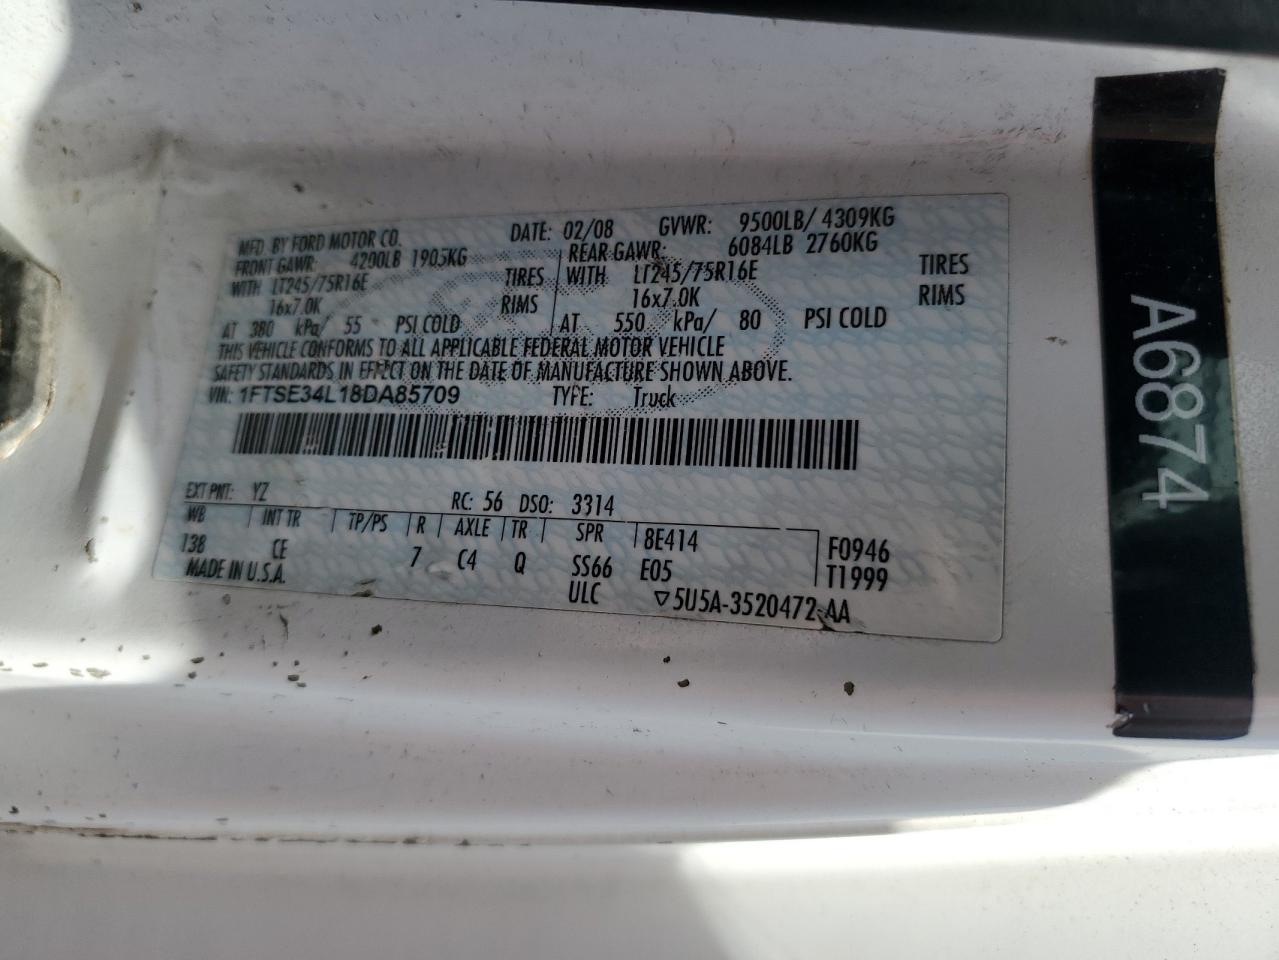 MFD. BY FORD MOTOR CO. DATE: 02/08 GVWR: 9500LB/ 4309KG
FRONT GAWR: 4200LB 1905KG REAR GAWR: 6084LB 2760KG
WITH LT245/75R16E TIRES WITH LT245/75R16E TIRES
16x7.0K RIMS 16x7.0K RIMS
AT 380 kPa/ 55 PSI COLD AT 550 kPa/ 80 PSI COLD
THIS VEHICLE CONFORMS TO ALL APPLICABLE FEDERAL MOTOR VEHICLE
SAFETY STANDARDS IN EFFECT ON THE DATE OF MANUFACTURE SHOWN ABOVE.
VIN: 1FTSE34L18DA85709 TYPE: Truck
EXT PNT: YZ RC: 56 DSO: 3314
WB INT TR TP/PS R AXLE TR SPR 8E414 F0946
138 CE 7 C4 Q SS66 E05 T1999
MADE IN U.S.A. ULC ▽5U5A-3520472-AA
A6874